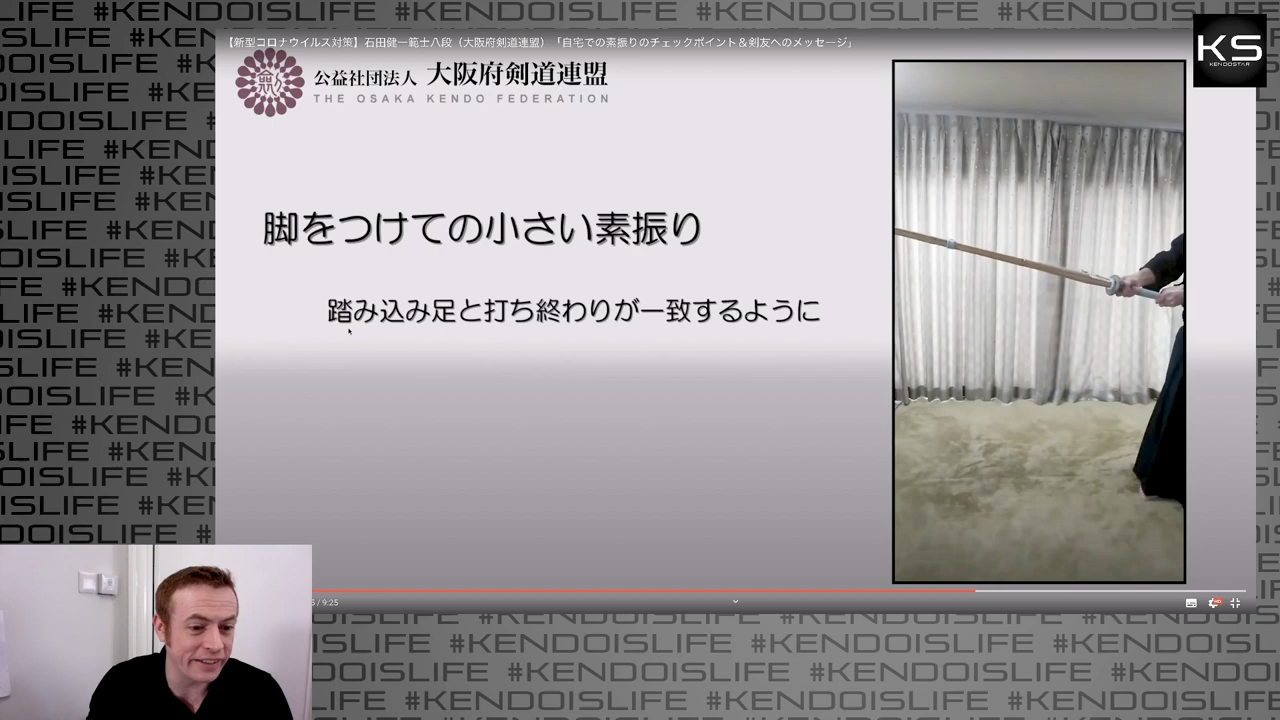 #KENDOISLIFE #KENDOISLIFE #KENDOISLIFE
KS
KENDOSTAR
【新型コロナウイルス対策】石田健一範士八段（大阪府剣道連盟）「自宅での素振りのチェックポイント＆剣友へのメッセージ」
公益社団法人 大阪府剣道連盟
THE OSAKA KENDO FEDERATION
脚をつけての小さい素振り
踏み込み足と打ち終わりが一致するように
/ 9:25
HD
#KENDOISLIFE #KENDOISLIFE #KENDOISLIFE